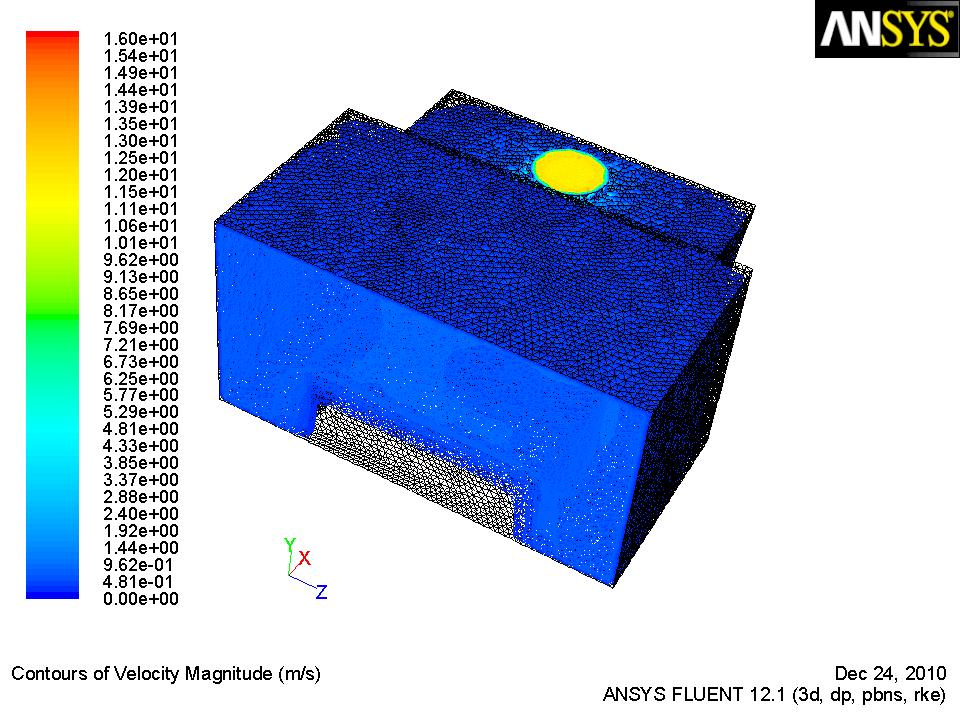 ANSYS
1.60e+01
1.54e+01
1.49e+01
1.44e+01
1.39e+01
1.35e+01
1.30e+01
1.25e+01
1.20e+01
1.15e+01
1.11e+01
1.06e+01
1.01e+01
9.62e+00
9.13e+00
8.65e+00
8.17e+00
7.69e+00
7.21e+00
6.73e+00
6.25e+00
5.77e+00
5.29e+00
4.81e+00
4.33e+00
3.85e+00
3.37e+00
2.88e+00
2.40e+00
1.92e+00
1.44e+00
9.62e-01
4.81e-01
0.00e+00
Y
X
Z
Contours of Velocity Magnitude (m/s)
Dec 24, 2010
ANSYS FLUENT 12.1 (3d, dp, pbns, rke)